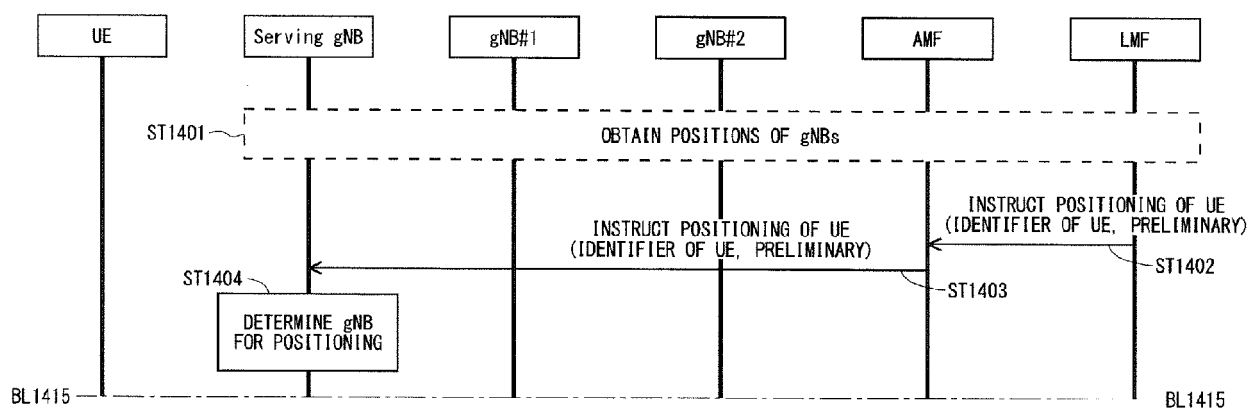 UE
Serving gNB
gNB#1
gNB#2
AMF
LMF
ST1401
OBTAIN POSITIONS OF gNBs
INSTRUCT POSITIONING OF UE
(IDENTIFIER OF UE, PRELIMINARY)
ST1402
INSTRUCT POSITIONING OF UE
(IDENTIFIER OF UE, PRELIMINARY)
ST1403
ST1404
DETERMINE gNB
FOR POSITIONING
BL1415
BL1415